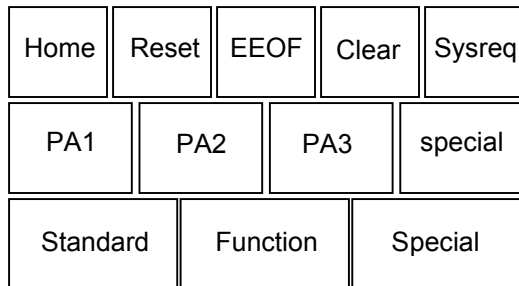 Home Reset EEOF Clear Sysreq
PA1 PA2 PA3 special
Standard Function Special